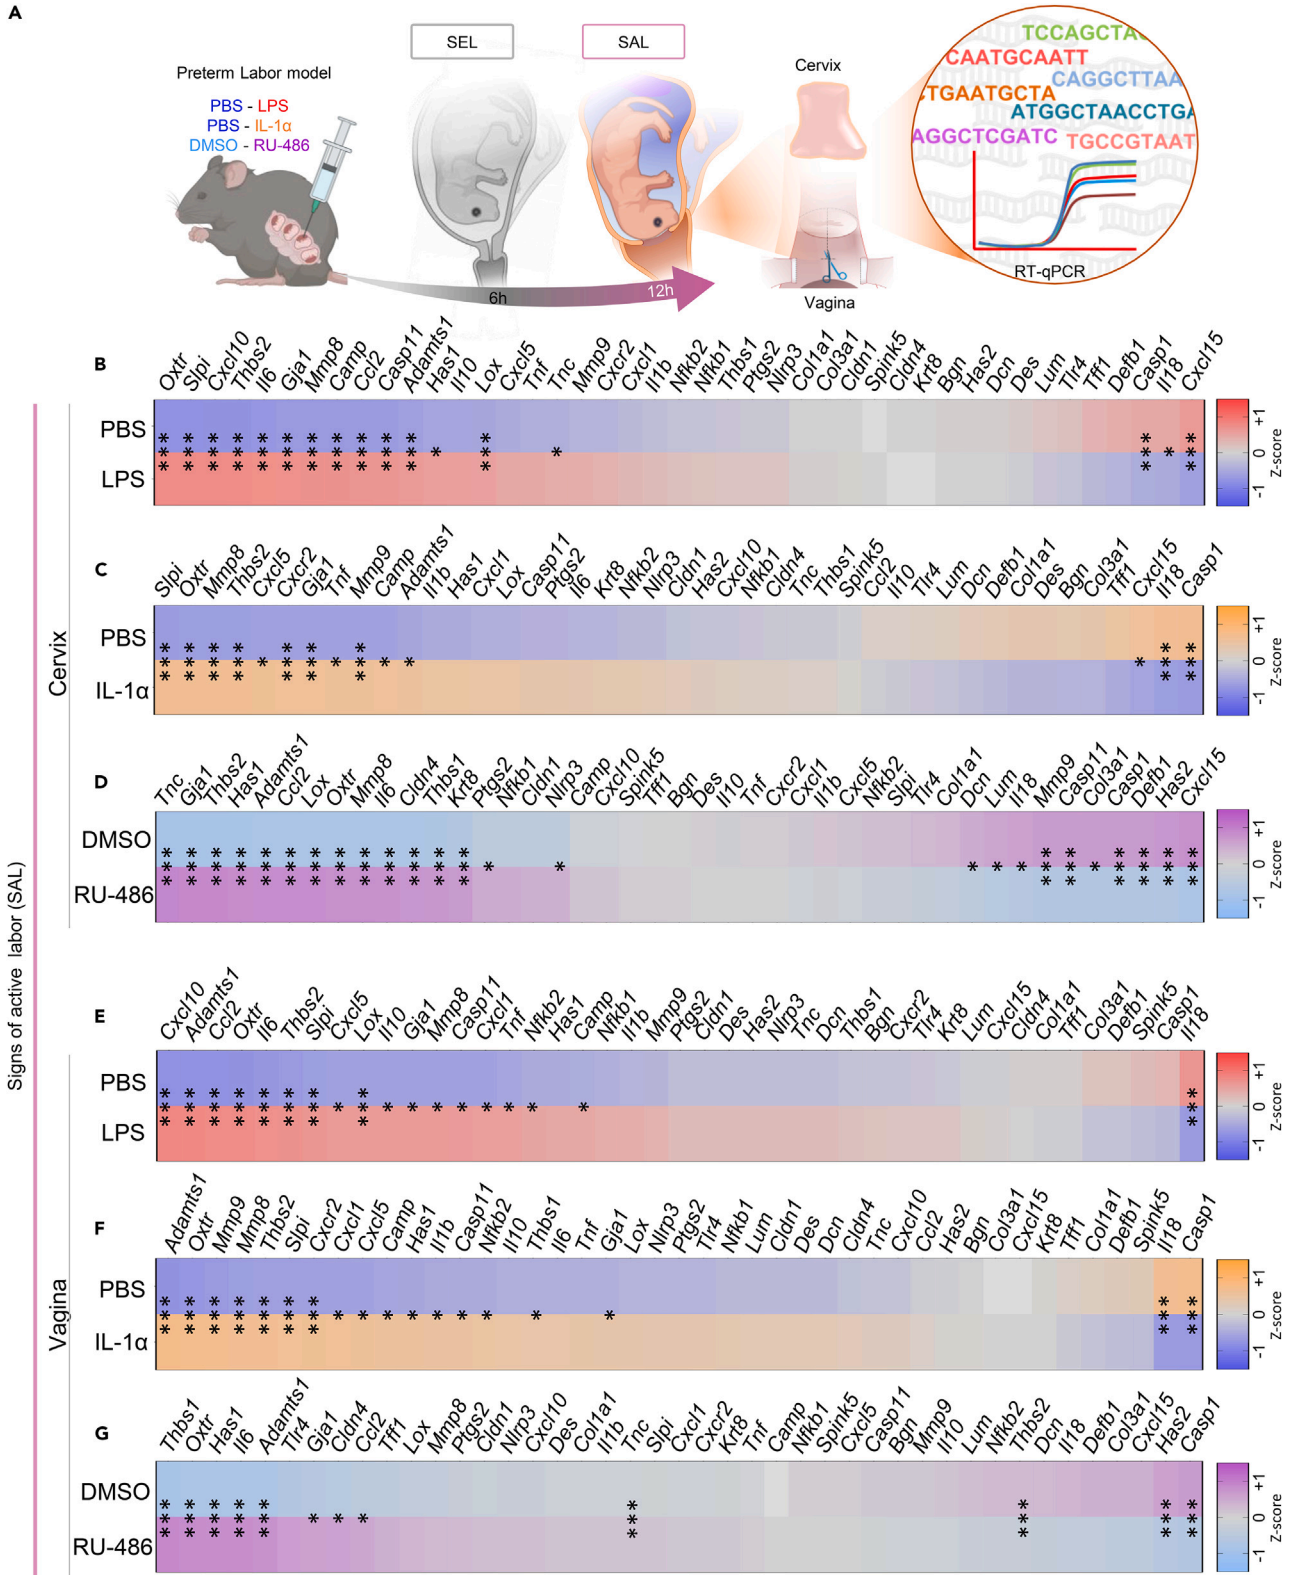 A
SEL
SAL
Preterm Labor model
PBS - LPS
PBS - IL-1α
DMSO - RU-486
6h
12h
Cervix
Vagina
TCCAGCTAC
CAATGCAATT
CAGGCTTAA
CTGAATGCTA
ATGGCTAACCTGA
AGGCTCGATC
TGCCGTAAT
RT-qPCR
Signs of active labor (SAL)
Cervix
B
Oxtr Slpi Cxcl10 Thbs2 Il6 Gja1 Mmp8 Camp Ccl2 Casp11 Adamts1 Has1 Il10 Lox Cxcl5 Tnf Tnc Mmp9 Cxcr2 Cxcl1 Il1b Nfkb2 Nfkb1 Thbs1 Ptgs2 Nlrp3 Col1a1 Col3a1 Cldn1 Spink5 Cldn4 Krt8 Bgn Has2 Dcn Des Lum Tlr4 Tff1 Defb1 Casp1 Il18 Cxcl15
PBS
LPS
-1 0 +1
Z-score
C
Slpi Oxtr Mmp8 Thbs2 Cxcl5 Cxcr2 Gja1 Tnf Mmp9 Camp Adamts1 Il1b Has1 Cxcl1 Lox Casp11 Ptgs2 Il6 Krt8 Nfkb2 Nlrp3 Cldn1 Has2 Cxcl10 Nfkb1 Cldn4 Tnc Thbs1 Spink5 Ccl2 Il10 Tlr4 Lum Dcn Defb1 Col1a1 Des Bgn Col3a1 Tff1 Cxcl15 Il18 Casp1
PBS
IL-1α
-1 0 +1
Z-score
D
Tnc Gja1 Thbs2 Has1 Adamts1 Ccl2 Lox Oxtr Mmp8 Il6 Cldn4 Thbs1 Krt8 Ptgs2 Nfkb1 Cldn1 Nlrp3 Camp Cxcl10 Spink5 Tff1 Bgn Des Il10 Tnf Cxcr2 Cxcl1 Il1b Cxcl5 Nfkb2 Slpi Tlr4 Col1a1 Dcn Lum Il18 Mmp9 Casp11 Col3a1 Casp1 Defb1 Has2 Cxcl15
DMSO
RU-486
-1 0 +1
Z-score
Vagina
E
Cxcl10 Adamts1 Ccl2 Oxtr Il6 Thbs2 Slpi Cxcl5 Lox Il10 Gja1 Mmp8 Casp11 Cxcl1 Tnf Nfkb2 Has1 Camp Nfkb1 Il1b Mmp9 Ptgs2 Cldn1 Des Has2 Nlrp3 Tnc Dcn Thbs1 Bgn Cxcr2 Tlr4 Krt8 Lum Cxcl15 Cldn4 Col1a1 Tff1 Col3a1 Defb1 Spink5 Casp1 Il18
PBS
LPS
-1 0 +1
Z-score
F
Adamts1 Oxtr Mmp9 Mmp8 Thbs2 Slpi Cxcr2 Cxcl1 Cxcl5 Camp Has1 Il1b Casp11 Nfkb2 Il10 Thbs1 Il6 Tnf Gja1 Lox Nlrp3 Ptgs2 Tlr4 Nfkb1 Lum Cldn1 Des Dcn Cldn4 Tnc Cxcl10 Ccl2 Has2 Bgn Col3a1 Cxcl15 Krt8 Tff1 Col1a1 Defb1 Spink5 Il18 Casp1
PBS
IL-1α
-1 0 +1
Z-score
G
Thbs1 Oxtr Has1 Il6 Adamts1 Tlr4 Gja1 Cldn4 Ccl2 Tff1 Lox Mmp8 Ptgs2 Cldn1 Nlrp3 Cxcl10 Des Col1a1 Il1b Tnc Slpi Cxcl1 Cxcr2 Krt8 Tnf Camp Nfkb1 Spink5 Cxcl5 Casp11 Bgn Mmp9 Il10 Lum Nfkb2 Thbs2 Dcn Il18 Defb1 Col3a1 Cxcl15 Has2 Casp1
DMSO
RU-486
-1 0 +1
Z-score